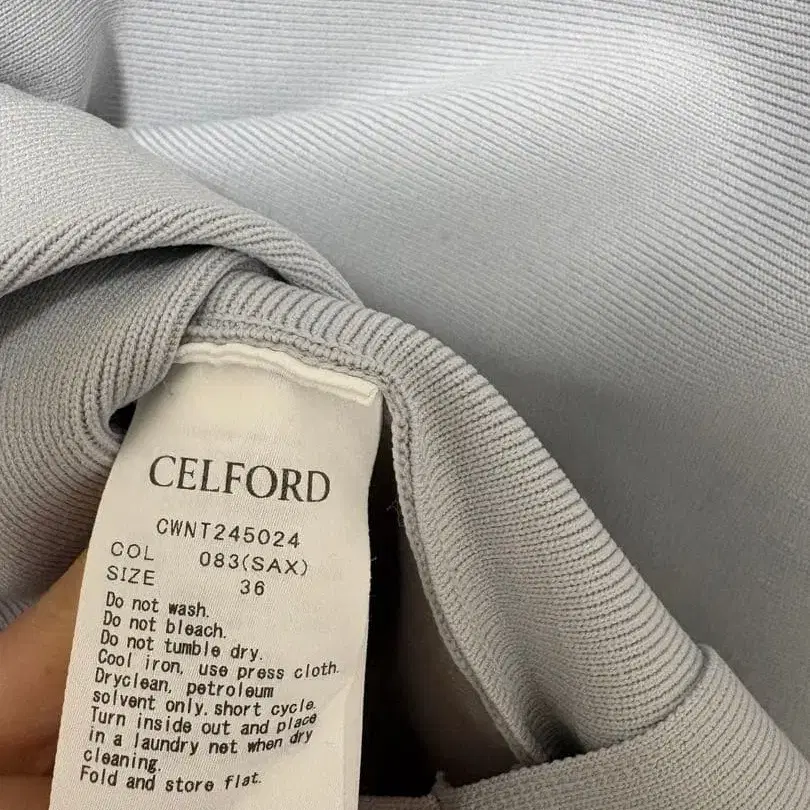 CELFORD
CWNT245024
COL 083(SAX)
SIZE 36
Do not wash.
Do not bleach.
Do not tumble dry.
Cool iron, use press cloth.
Dryclean, petroleum
solvent only, short cycle.
Turn inside out and place
in a laundry net when dry
cleaning.
Fold and store flat.